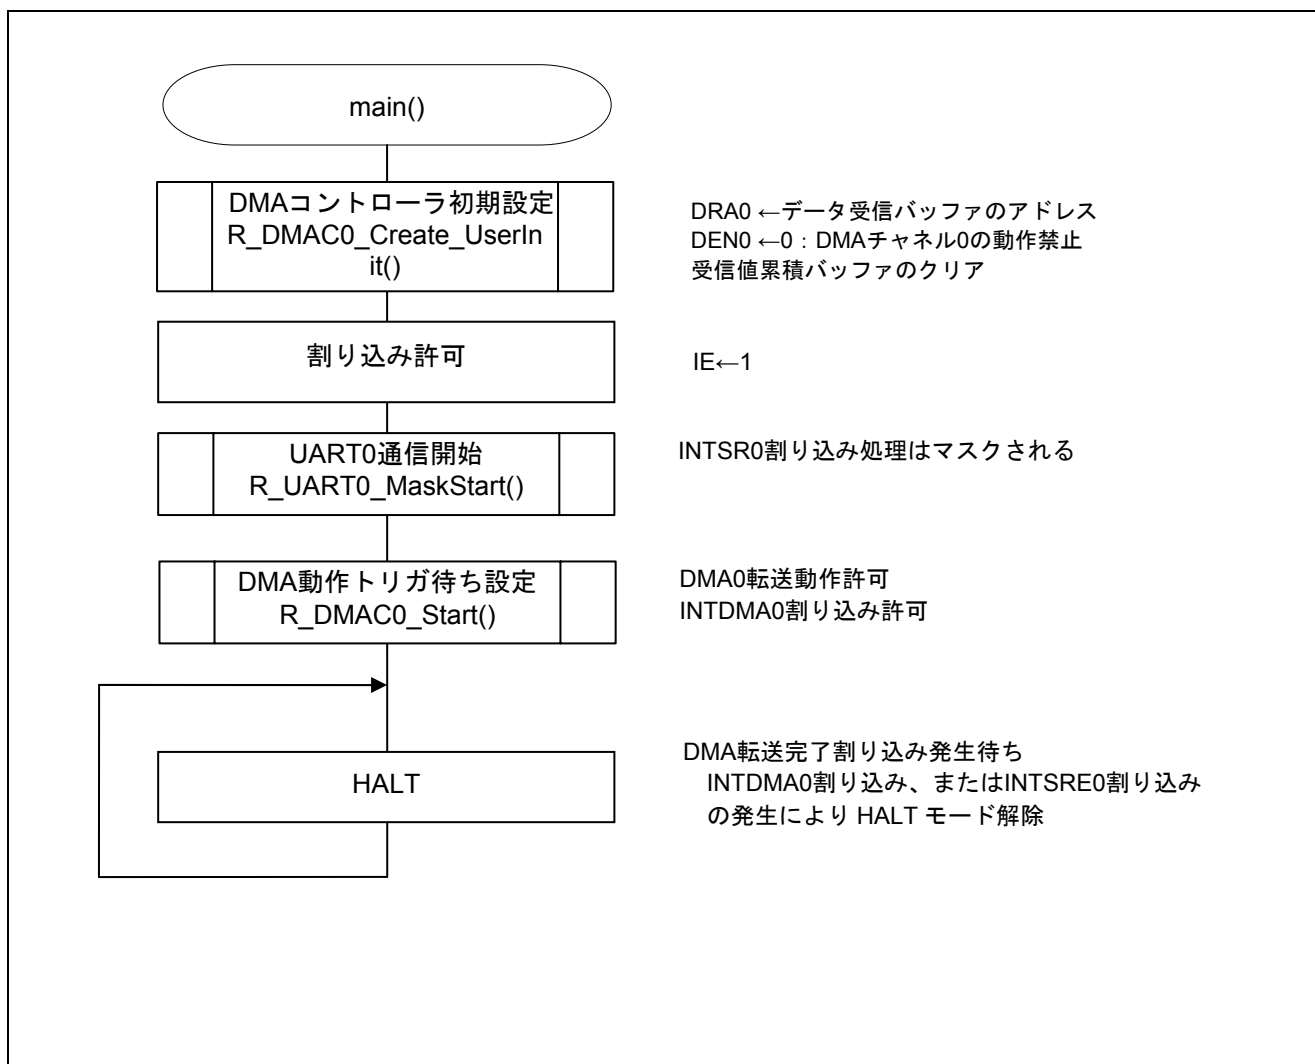 main()
DMAコントローラ初期設定
R_DMAC0_Create_UserIn
it()
DRA0 ←データ受信バッファのアドレス
DEN0 ←0：DMAチャネル0の動作禁止
受信値累積バッファのクリア
割り込み許可
IE←1
UART0通信開始
R_UART0_MaskStart()
INTSR0割り込み処理はマスクされる
DMA動作トリガ待ち設定
R_DMAC0_Start()
DMA0転送動作許可
INTDMA0割り込み許可
HALT
DMA転送完了割り込み発生待ち
INTDMA0割り込み、またはINTSRE0割り込み
の発生により HALT モード解除